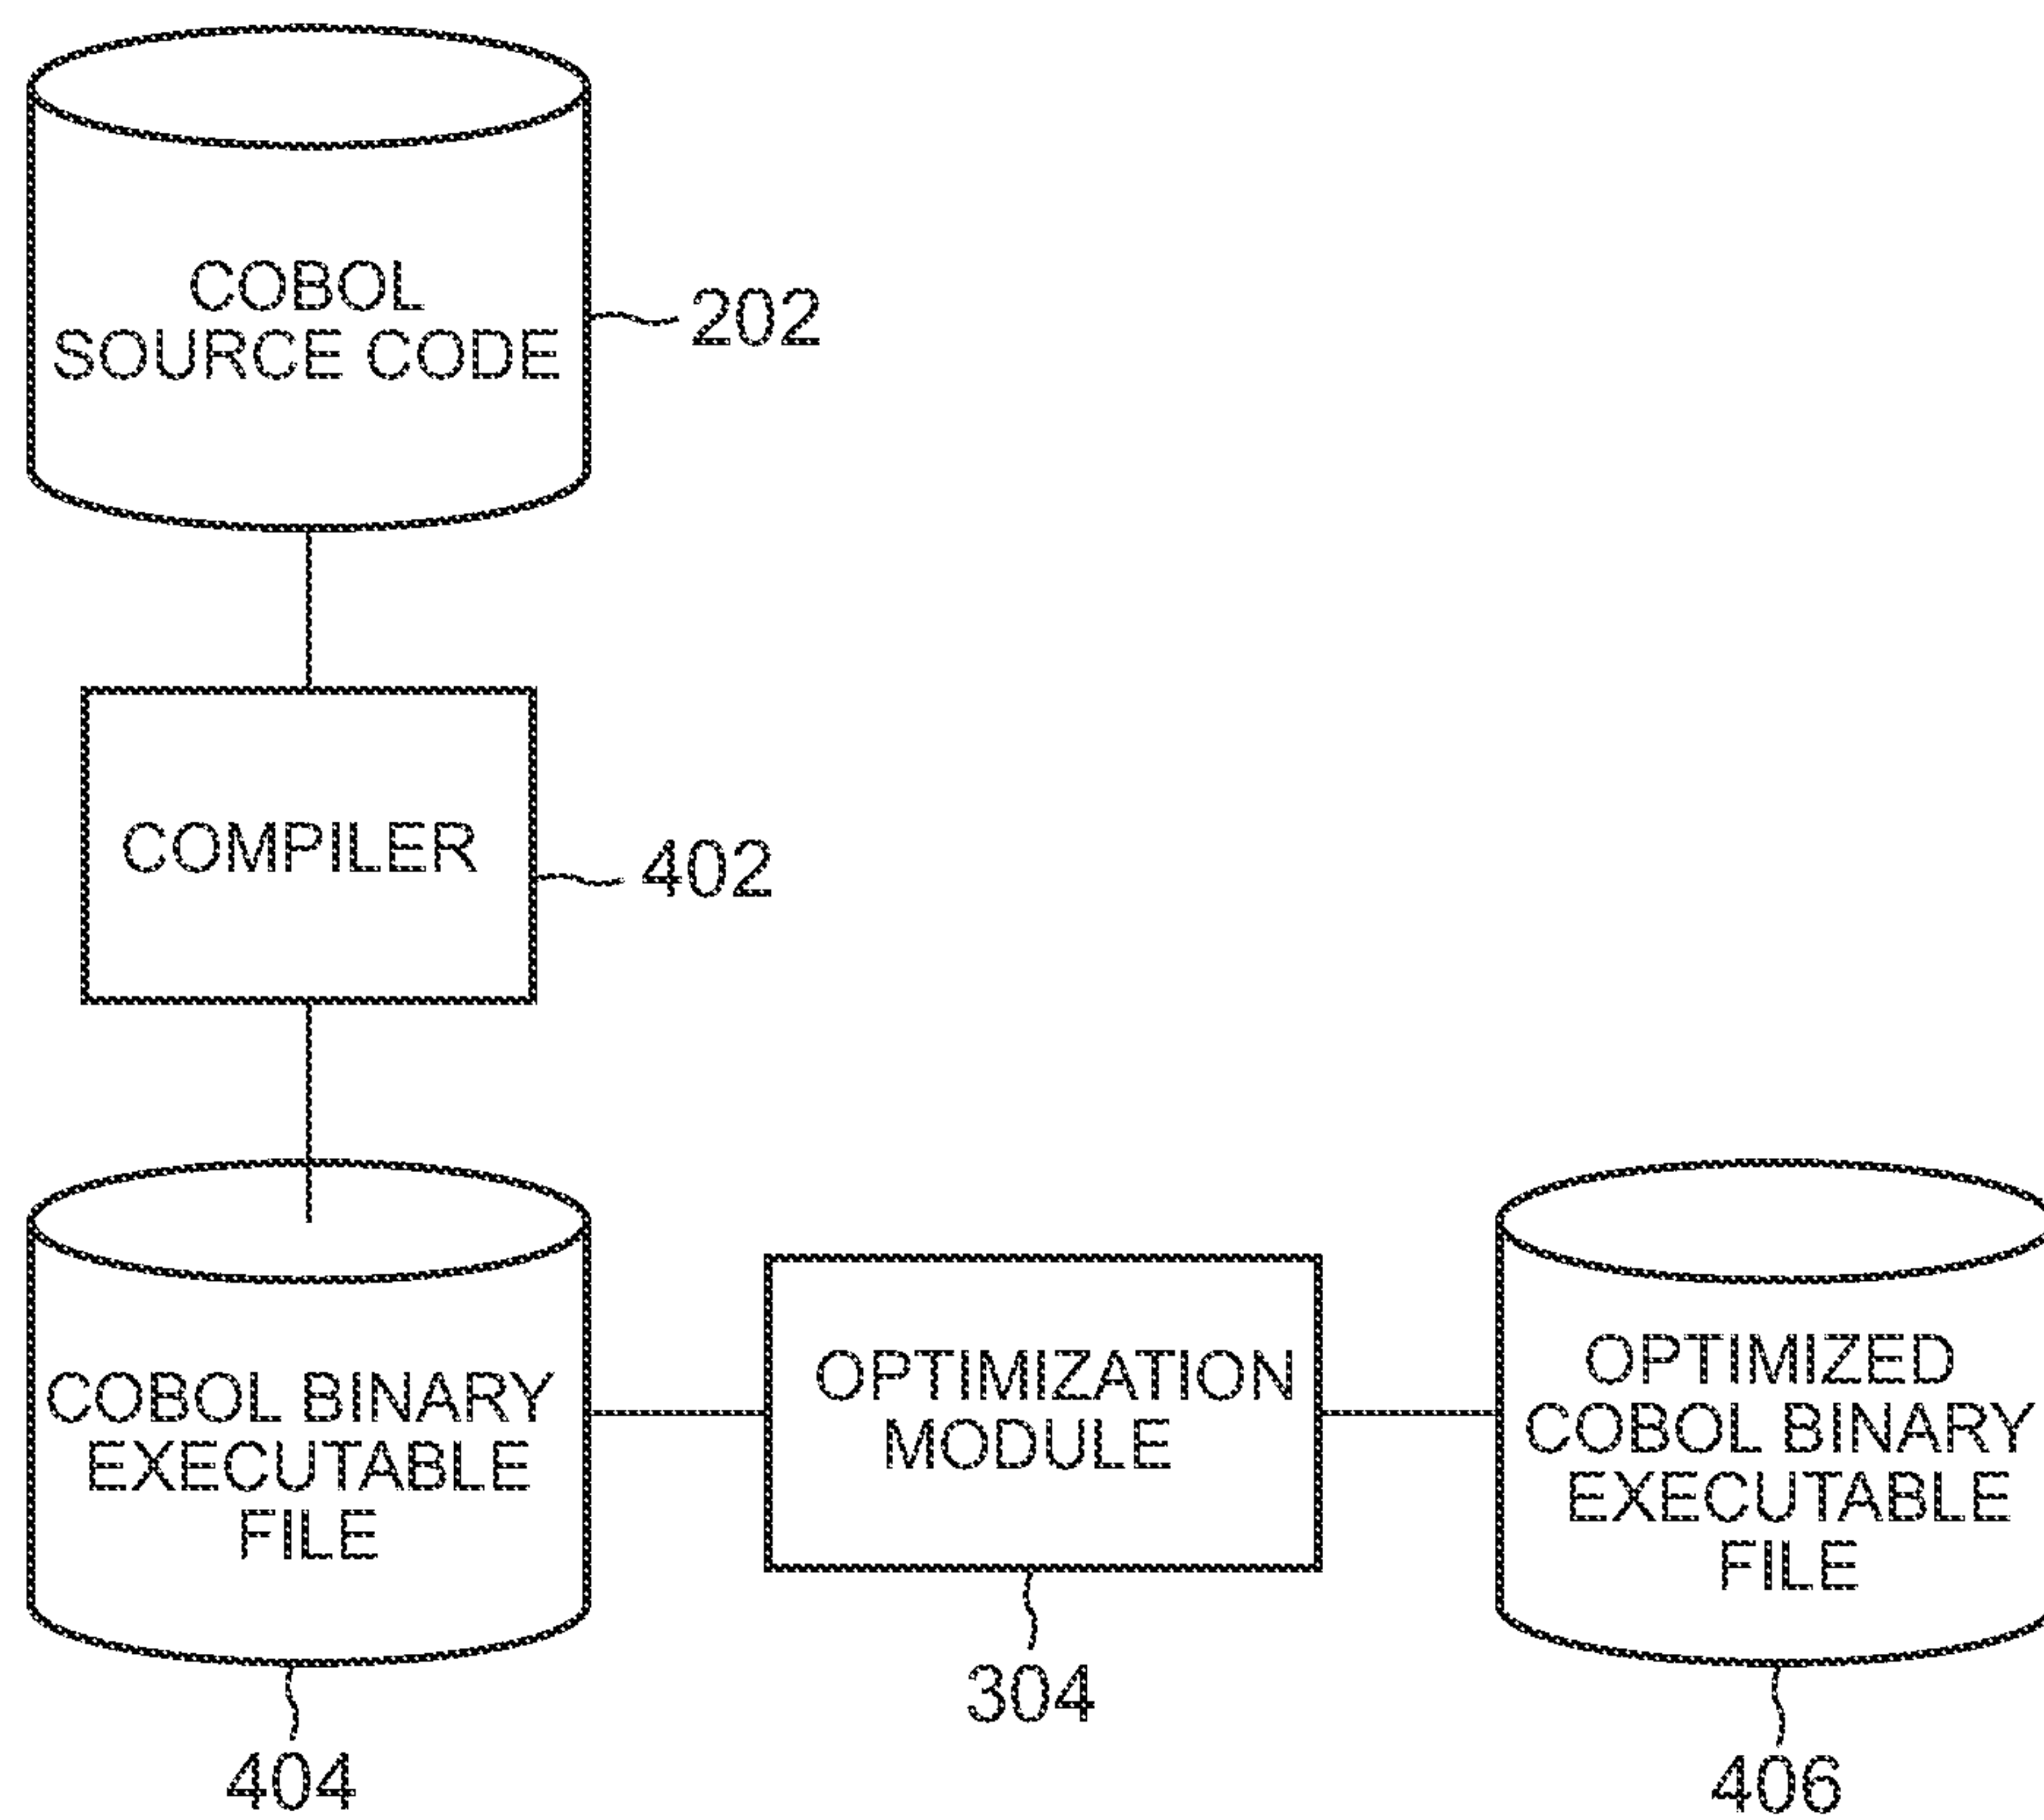 COBOL
SOURCE CODE
202
COMPILER
402
COBOL BINARY
EXECUTABLE
FILE
404
OPTIMIZATION
MODULE
304
OPTIMIZED
COBOL BINARY
EXECUTABLE
FILE
406